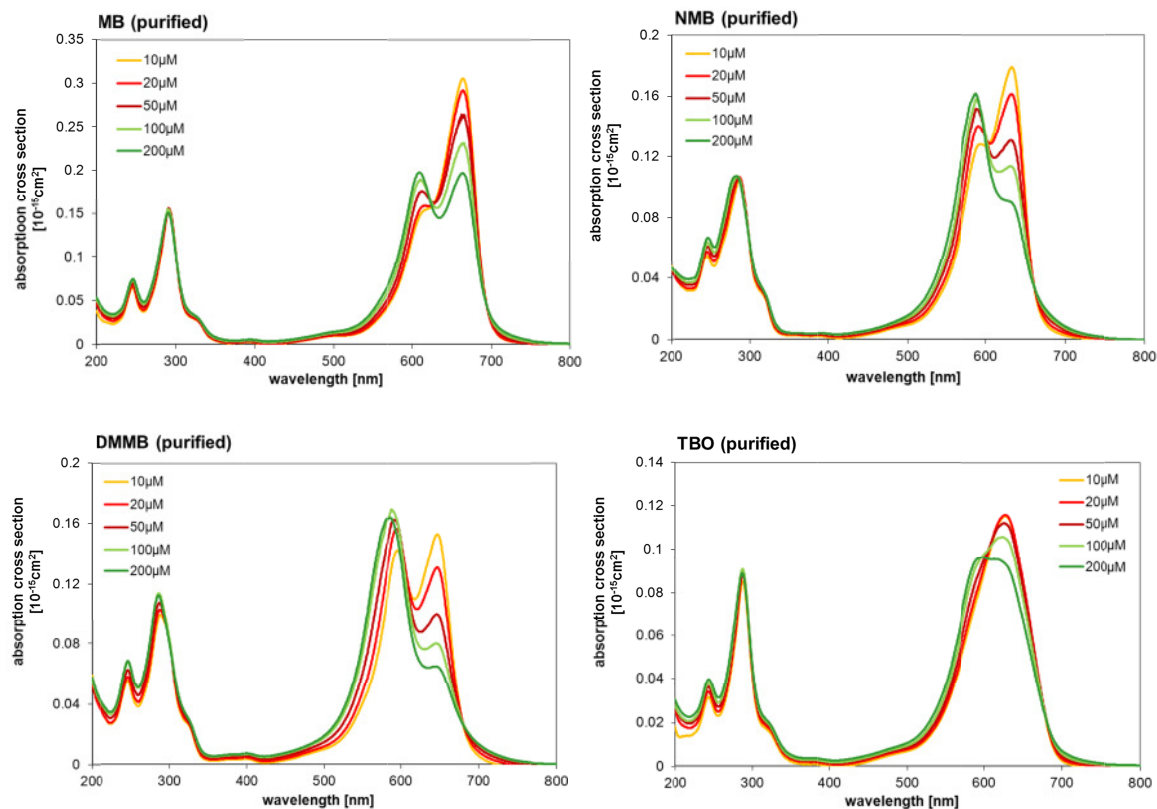 MB (purified)
absorptioon cross section
[10⁻¹⁵cm²]
0.35
0.3
0.25
0.2
0.15
0.1
0.05
0
10µM
20µM
50µM
100µM
200µM
200 300 400 500 600 700 800
wavelength [nm]
NMB (purified)
absorption cross section
[10⁻¹⁵cm²]
0.2
0.16
0.12
0.08
0.04
0
10µM
20µM
50µM
100µM
200µM
200 300 400 500 600 700 800
wavelength [nm]
DMMB (purified)
absorption cross section
[10⁻¹⁵cm²]
0.2
0.16
0.12
0.08
0.04
0
10µM
20µM
50µM
100µM
200µM
200 300 400 500 600 700 800
wavelength [nm]
TBO (purified)
absorption cross section
[10⁻¹⁵cm²]
0.14
0.12
0.1
0.08
0.06
0.04
0.02
0
10µM
20µM
50µM
100µM
200µM
200 300 400 500 600 700 800
wavelength [nm]